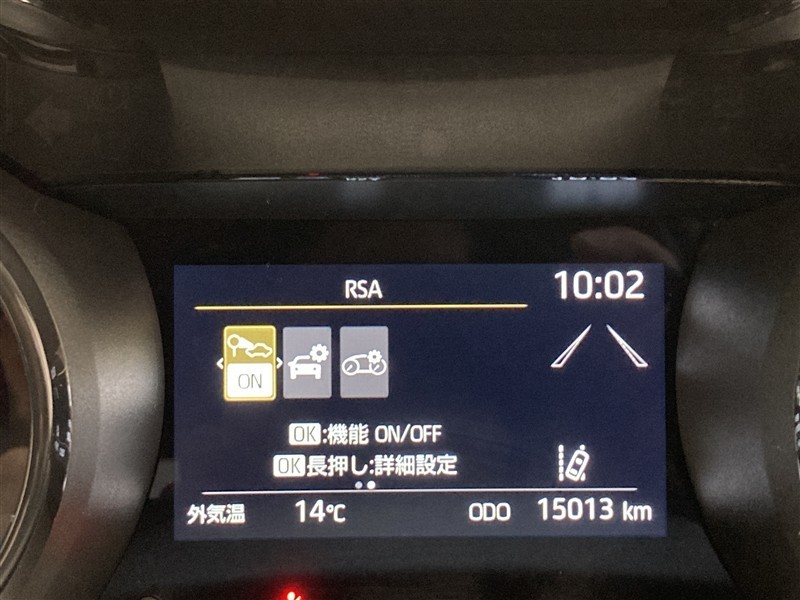 RSA 10:02
ON
OK:機能 ON/OFF
OK長押し:詳細設定
外気温 14℃ ODO 15013 km